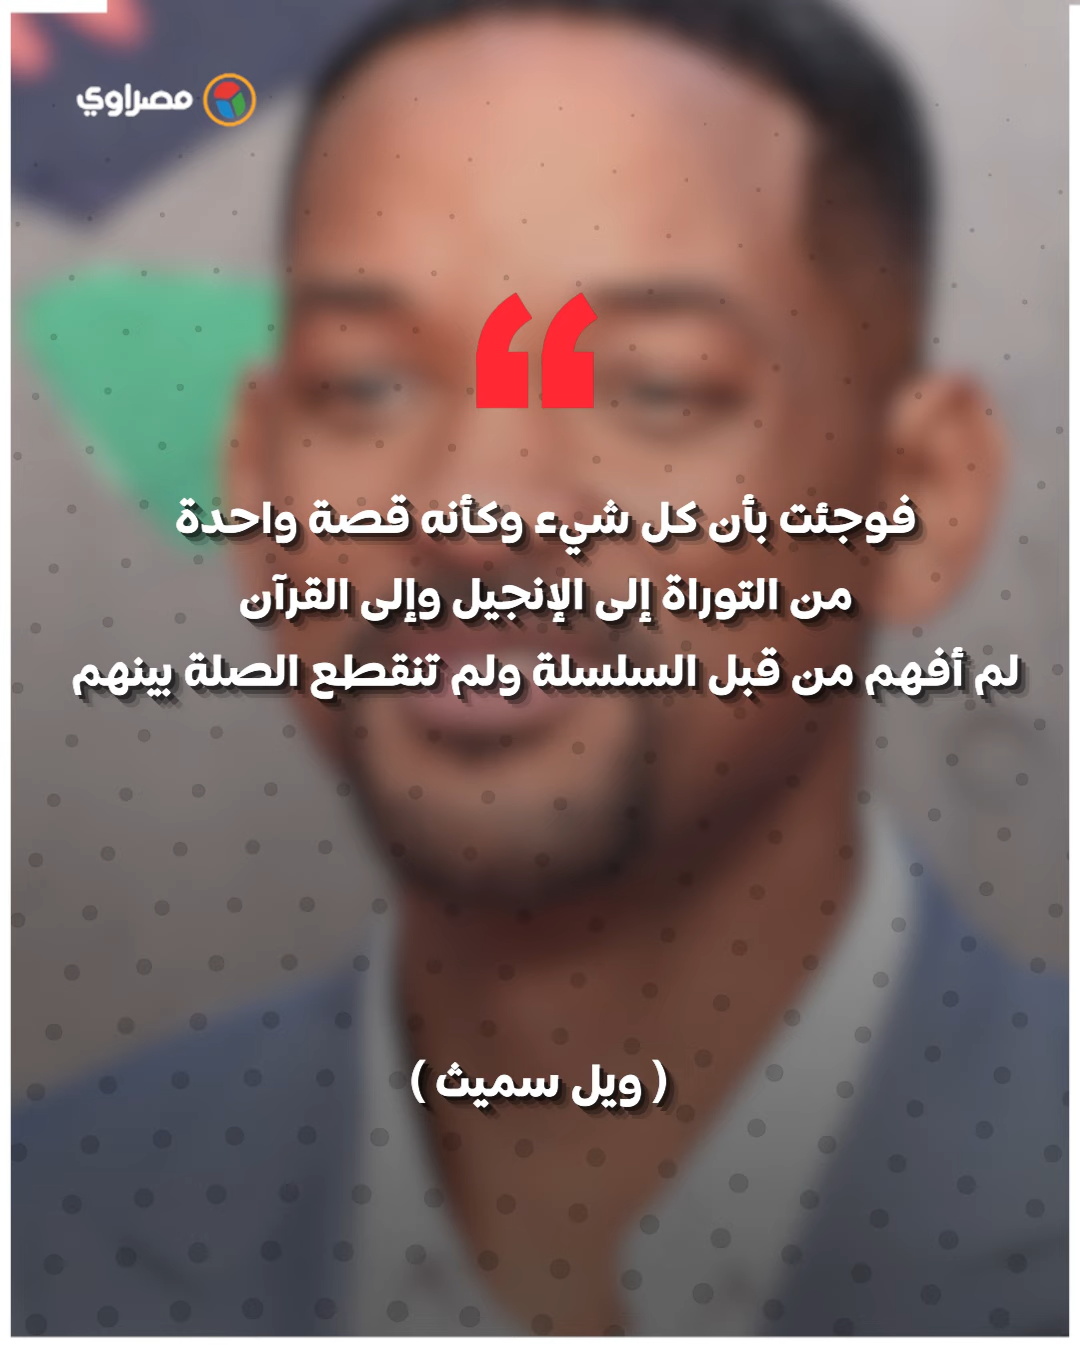 مصراوي
فوجئت بأن كل شيء وكأنه قصة واحدة
من التوراة إلى الإنجيل وإلى القرآن
لم أفهم من قبل السلسلة ولم تنقطع الصلة بينهم
( ويل سميث )